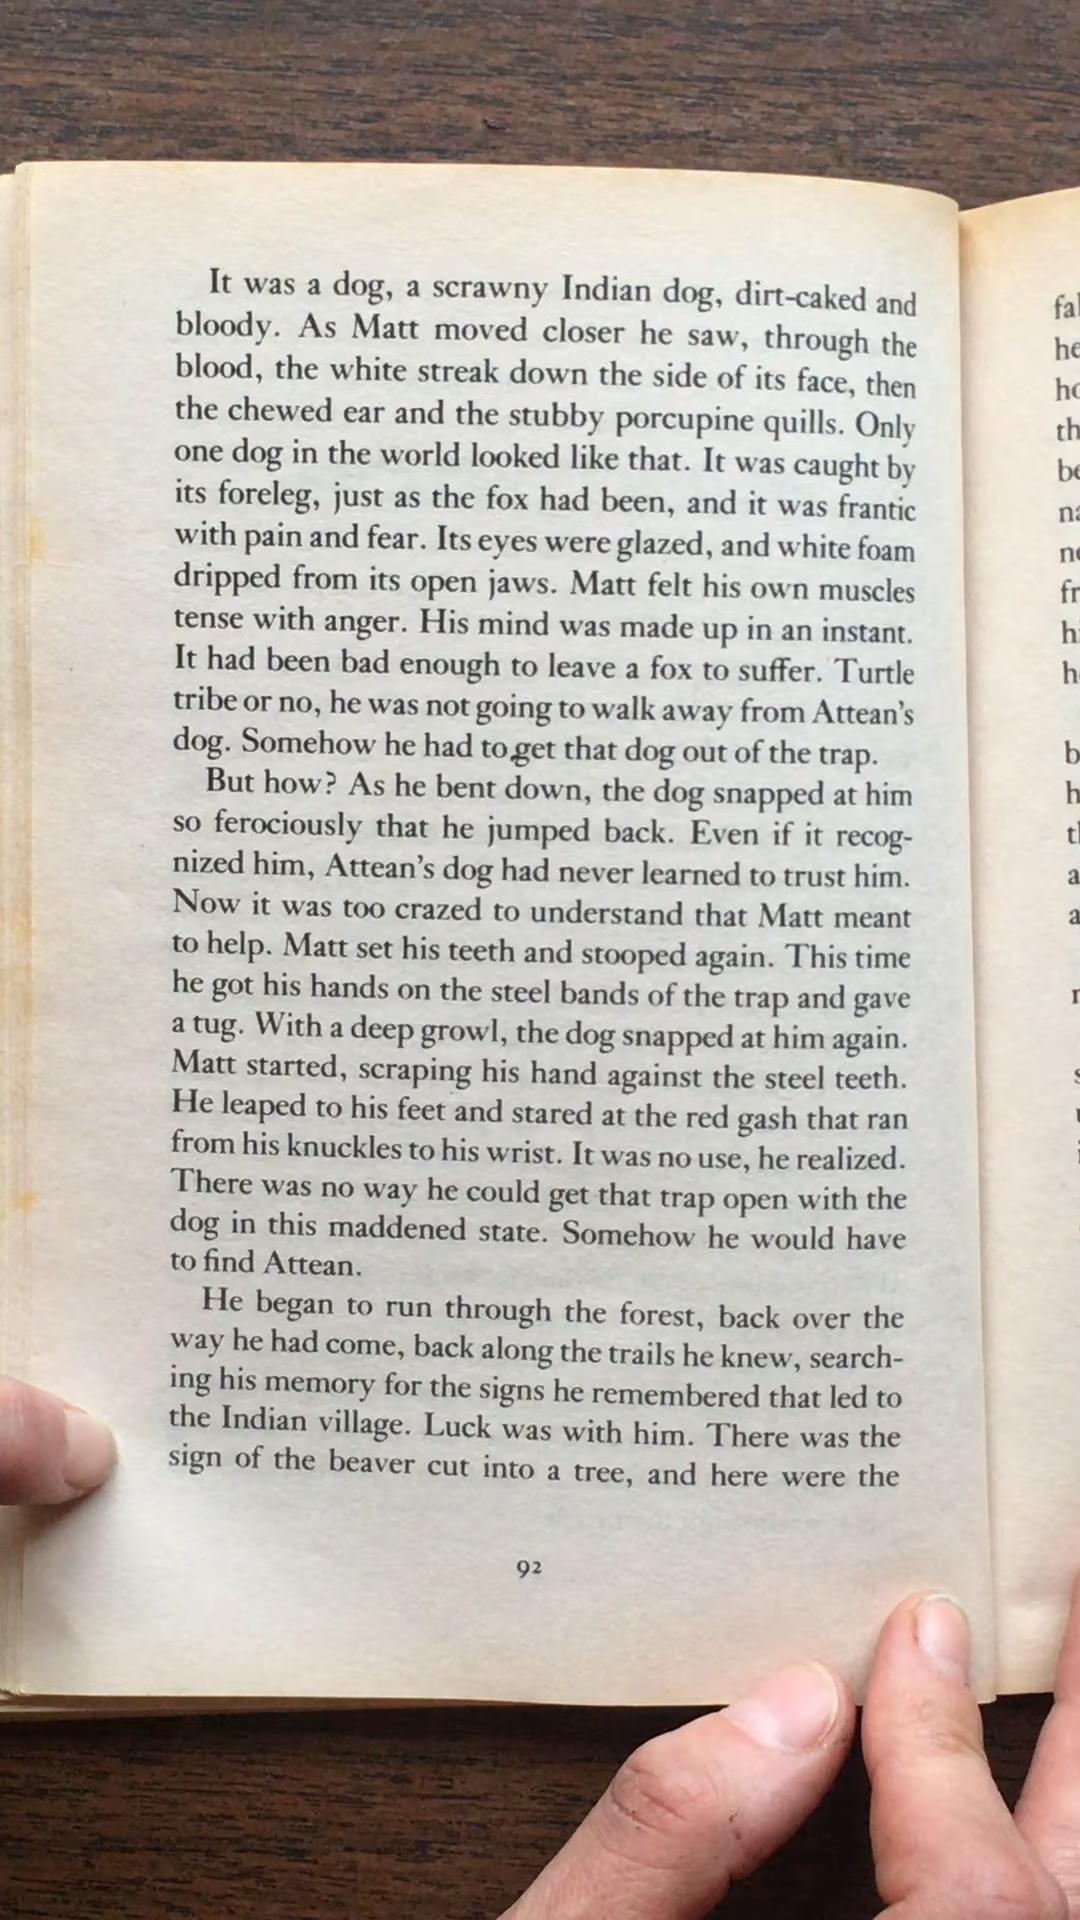 It was a dog, a scrawny Indian dog, dirt-caked and
bloody. As Matt moved closer he saw, through the
blood, the white streak down the side of its face, then
the chewed ear and the stubby porcupine quills. Only
one dog in the world looked like that. It was caught by
its foreleg, just as the fox had been, and it was frantic
with pain and fear. Its eyes were glazed, and white foam
dripped from its open jaws. Matt felt his own muscles
tense with anger. His mind was made up in an instant.
It had been bad enough to leave a fox to suffer. Turtle
tribe or no, he was not going to walk away from Attean's
dog. Somehow he had to get that dog out of the trap.
But how? As he bent down, the dog snapped at him
so ferociously that he jumped back. Even if it recog-
nized him, Attean's dog had never learned to trust him.
Now it was too crazed to understand that Matt meant
to help. Matt set his teeth and stooped again. This time
he got his hands on the steel bands of the trap and gave
a tug. With a deep growl, the dog snapped at him again.
Matt started, scraping his hand against the steel teeth.
He leaped to his feet and stared at the red gash that ran
from his knuckles to his wrist. It was no use, he realized.
There was no way he could get that trap open with the
dog in this maddened state. Somehow he would have
to find Attean.
He began to run through the forest, back over the
way he had come, back along the trails he knew, search-
ing his memory for the signs he remembered that led to
the Indian village. Luck was with him. There was the
sign of the beaver cut into a tree, and here were the
92